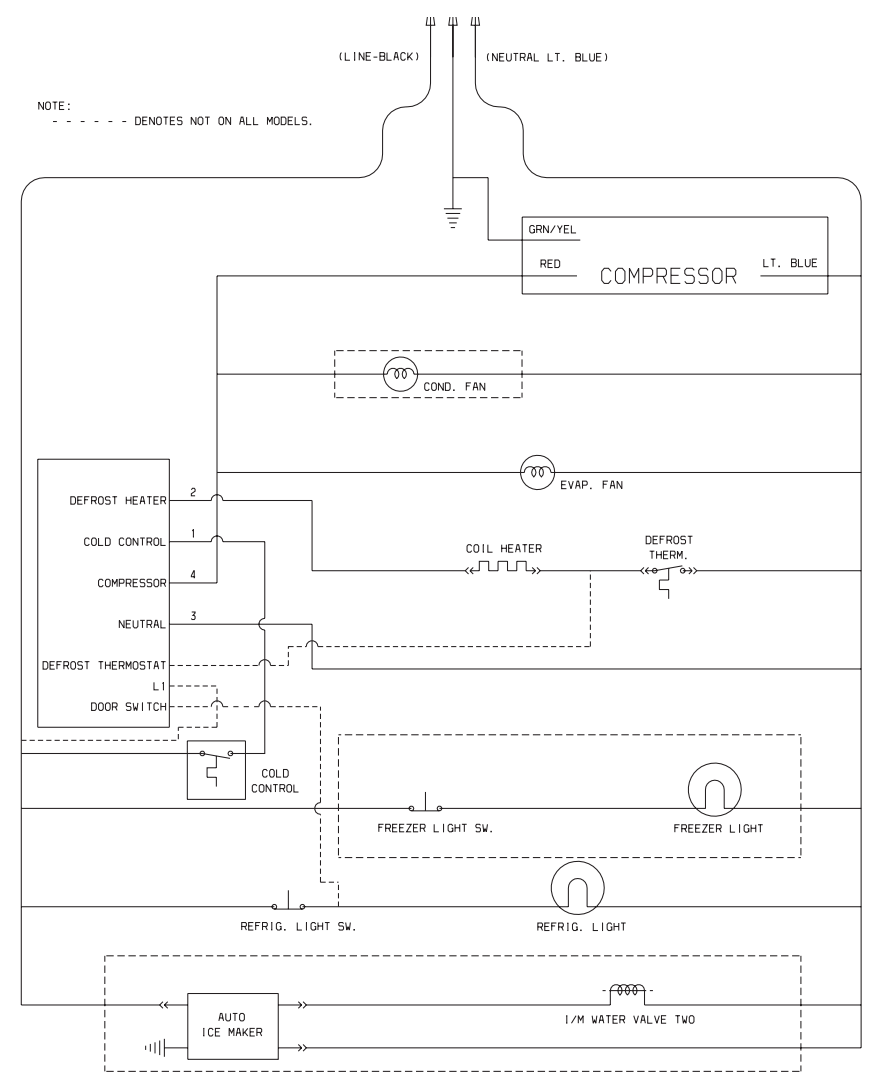 (LINE-BLACK)
(NEUTRAL LT. BLUE)
NOTE:
- - - - - - DENOTES NOT ON ALL MODELS.
GRN/YEL
RED
COMPRESSOR
LT. BLUE
COND. FAN
EVAP. FAN
DEFROST HEATER
2
COLD CONTROL
1
COMPRESSOR
4
NEUTRAL
3
DEFROST THERMOSTAT
L1
DOOR SWITCH
COIL HEATER
DEFROST
THERM.
COLD
CONTROL
FREEZER LIGHT SW.
FREEZER LIGHT
REFRIG. LIGHT SW.
REFRIG. LIGHT
AUTO
ICE MAKER
I/M WATER VALVE TWO